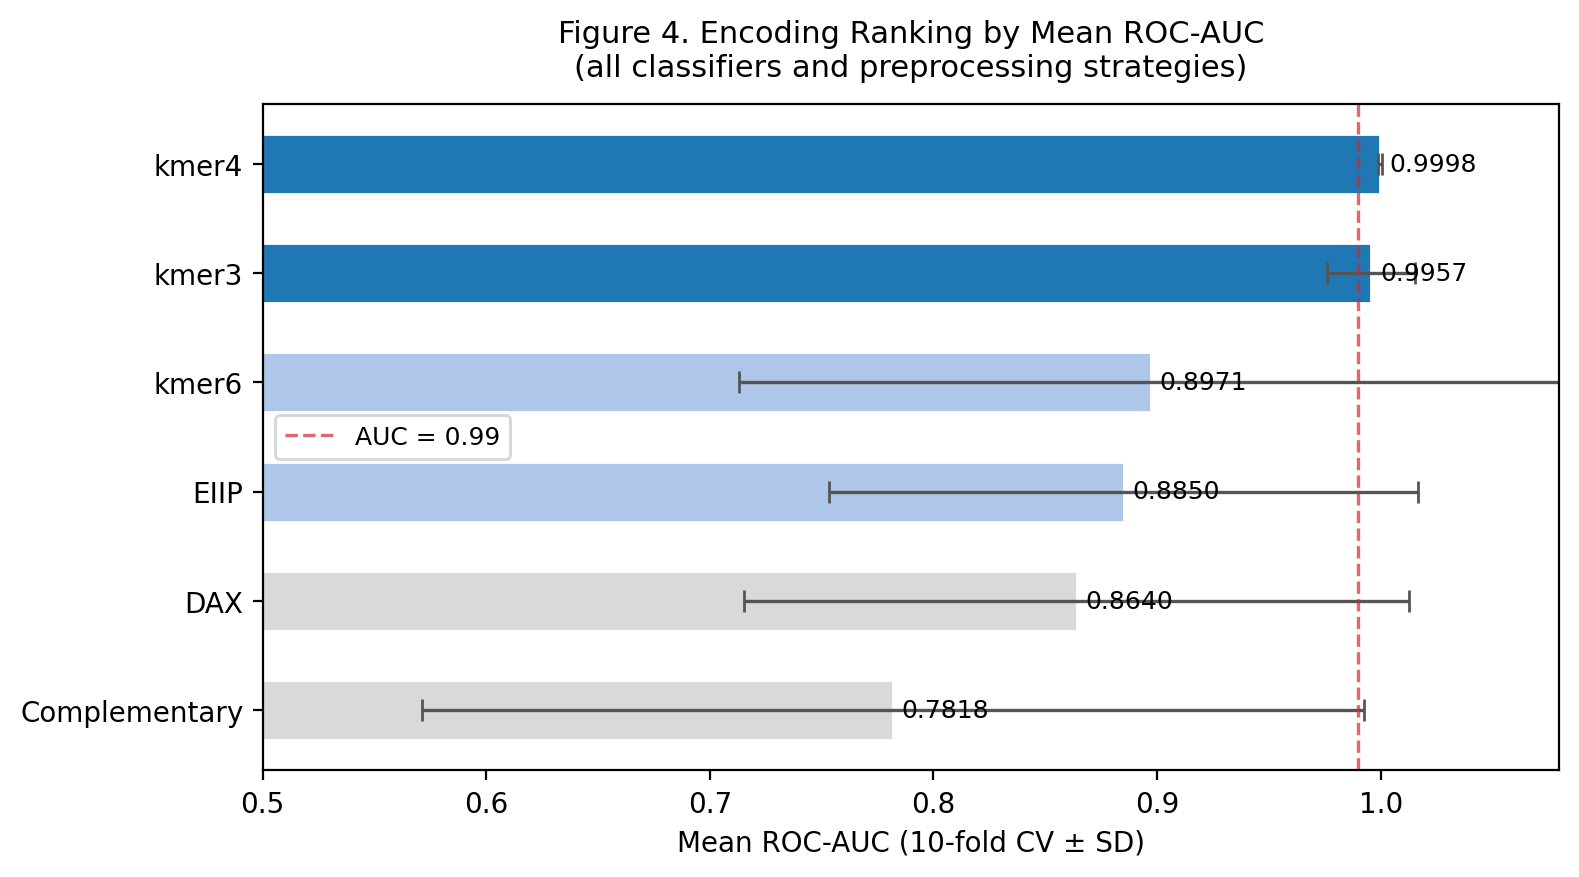 Figure 4. Encoding Ranking by Mean ROC-AUC
(all classifiers and preprocessing strategies)
kmer4
0.9998
kmer3
0.9957
kmer6
0.8971
AUC = 0.99
EIIP
0.8850
DAX
0.8640
Complementary
0.7818
0.5
0.6
0.7
0.8
0.9
1.0
Mean ROC-AUC (10-fold CV ± SD)